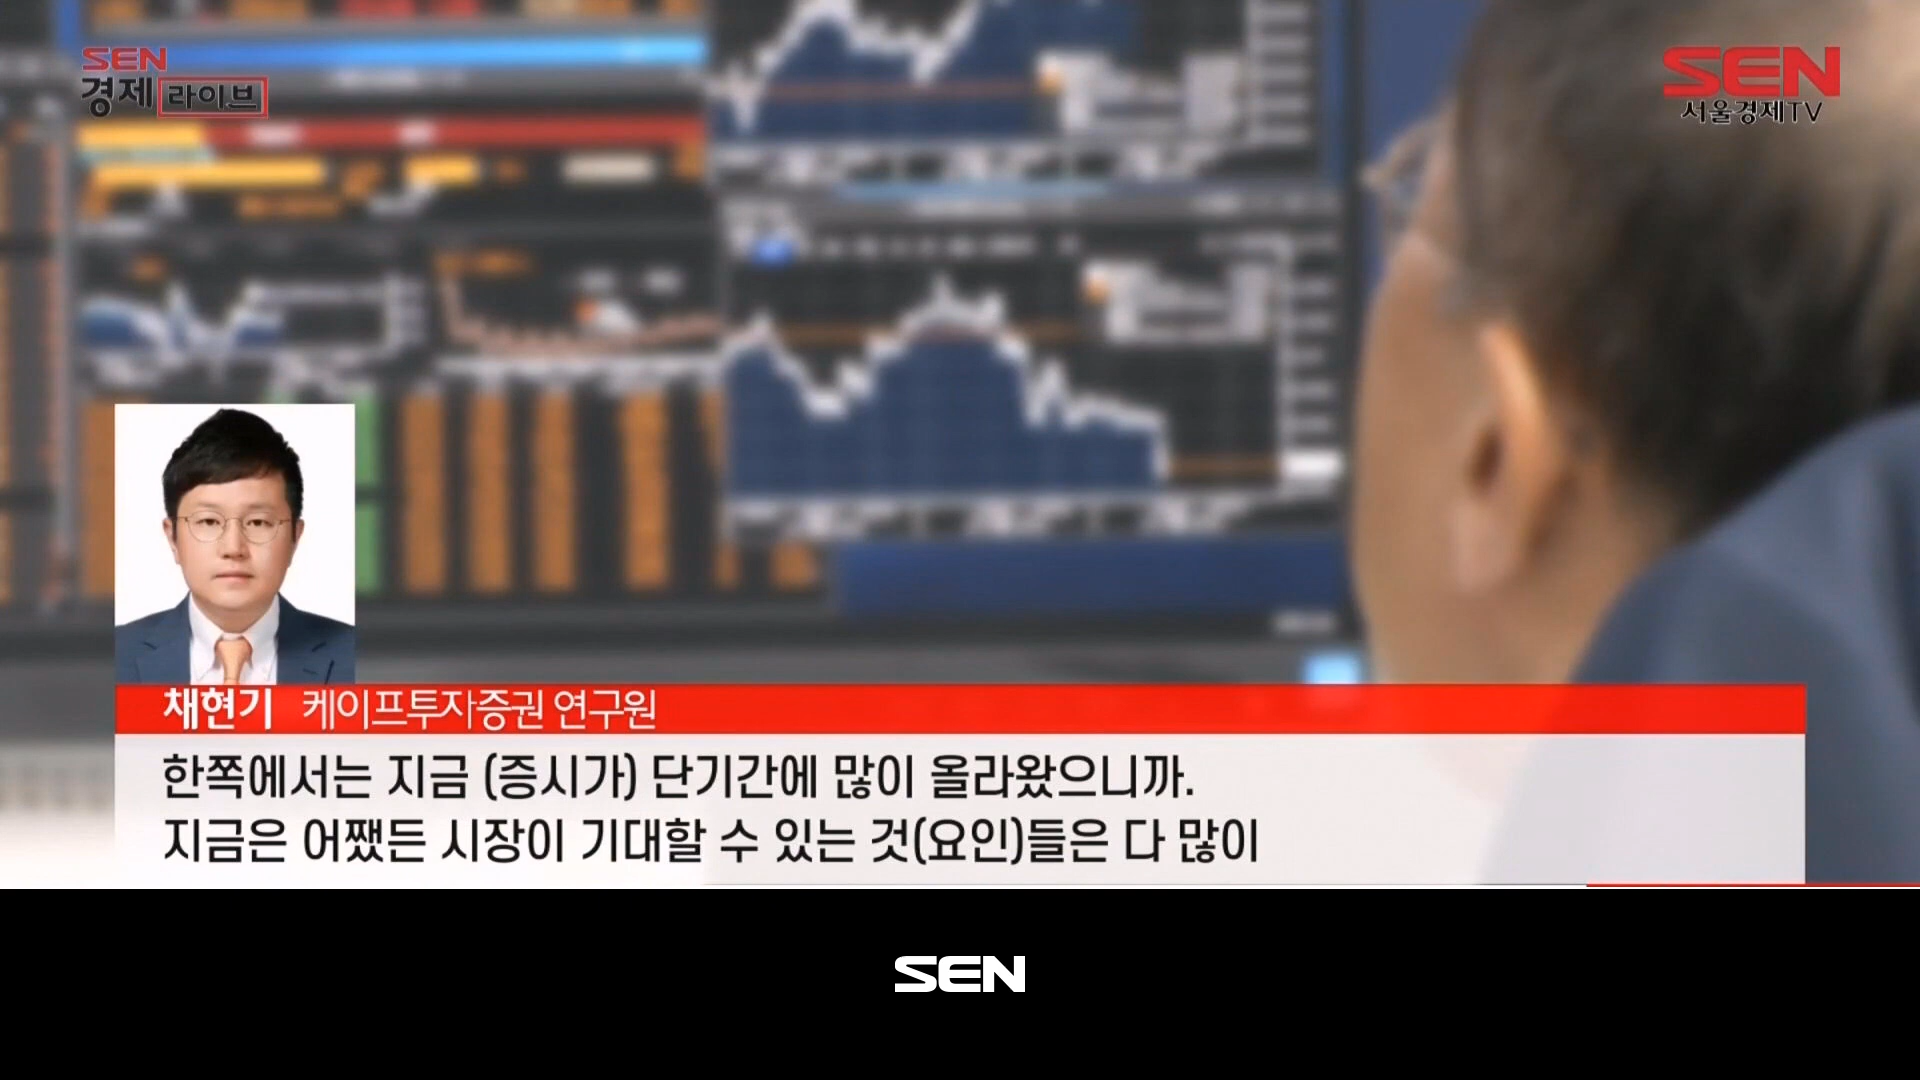 SEN
경제 라이브
SEN
서울경제TV
채현기 케이프투자증권 연구원
한쪽에서는 지금 (증시가) 단기간에 많이 올라왔으니까.
지금은 어쨌든 시장이 기대할 수 있는 것(요인)들은 다 많이
SEN